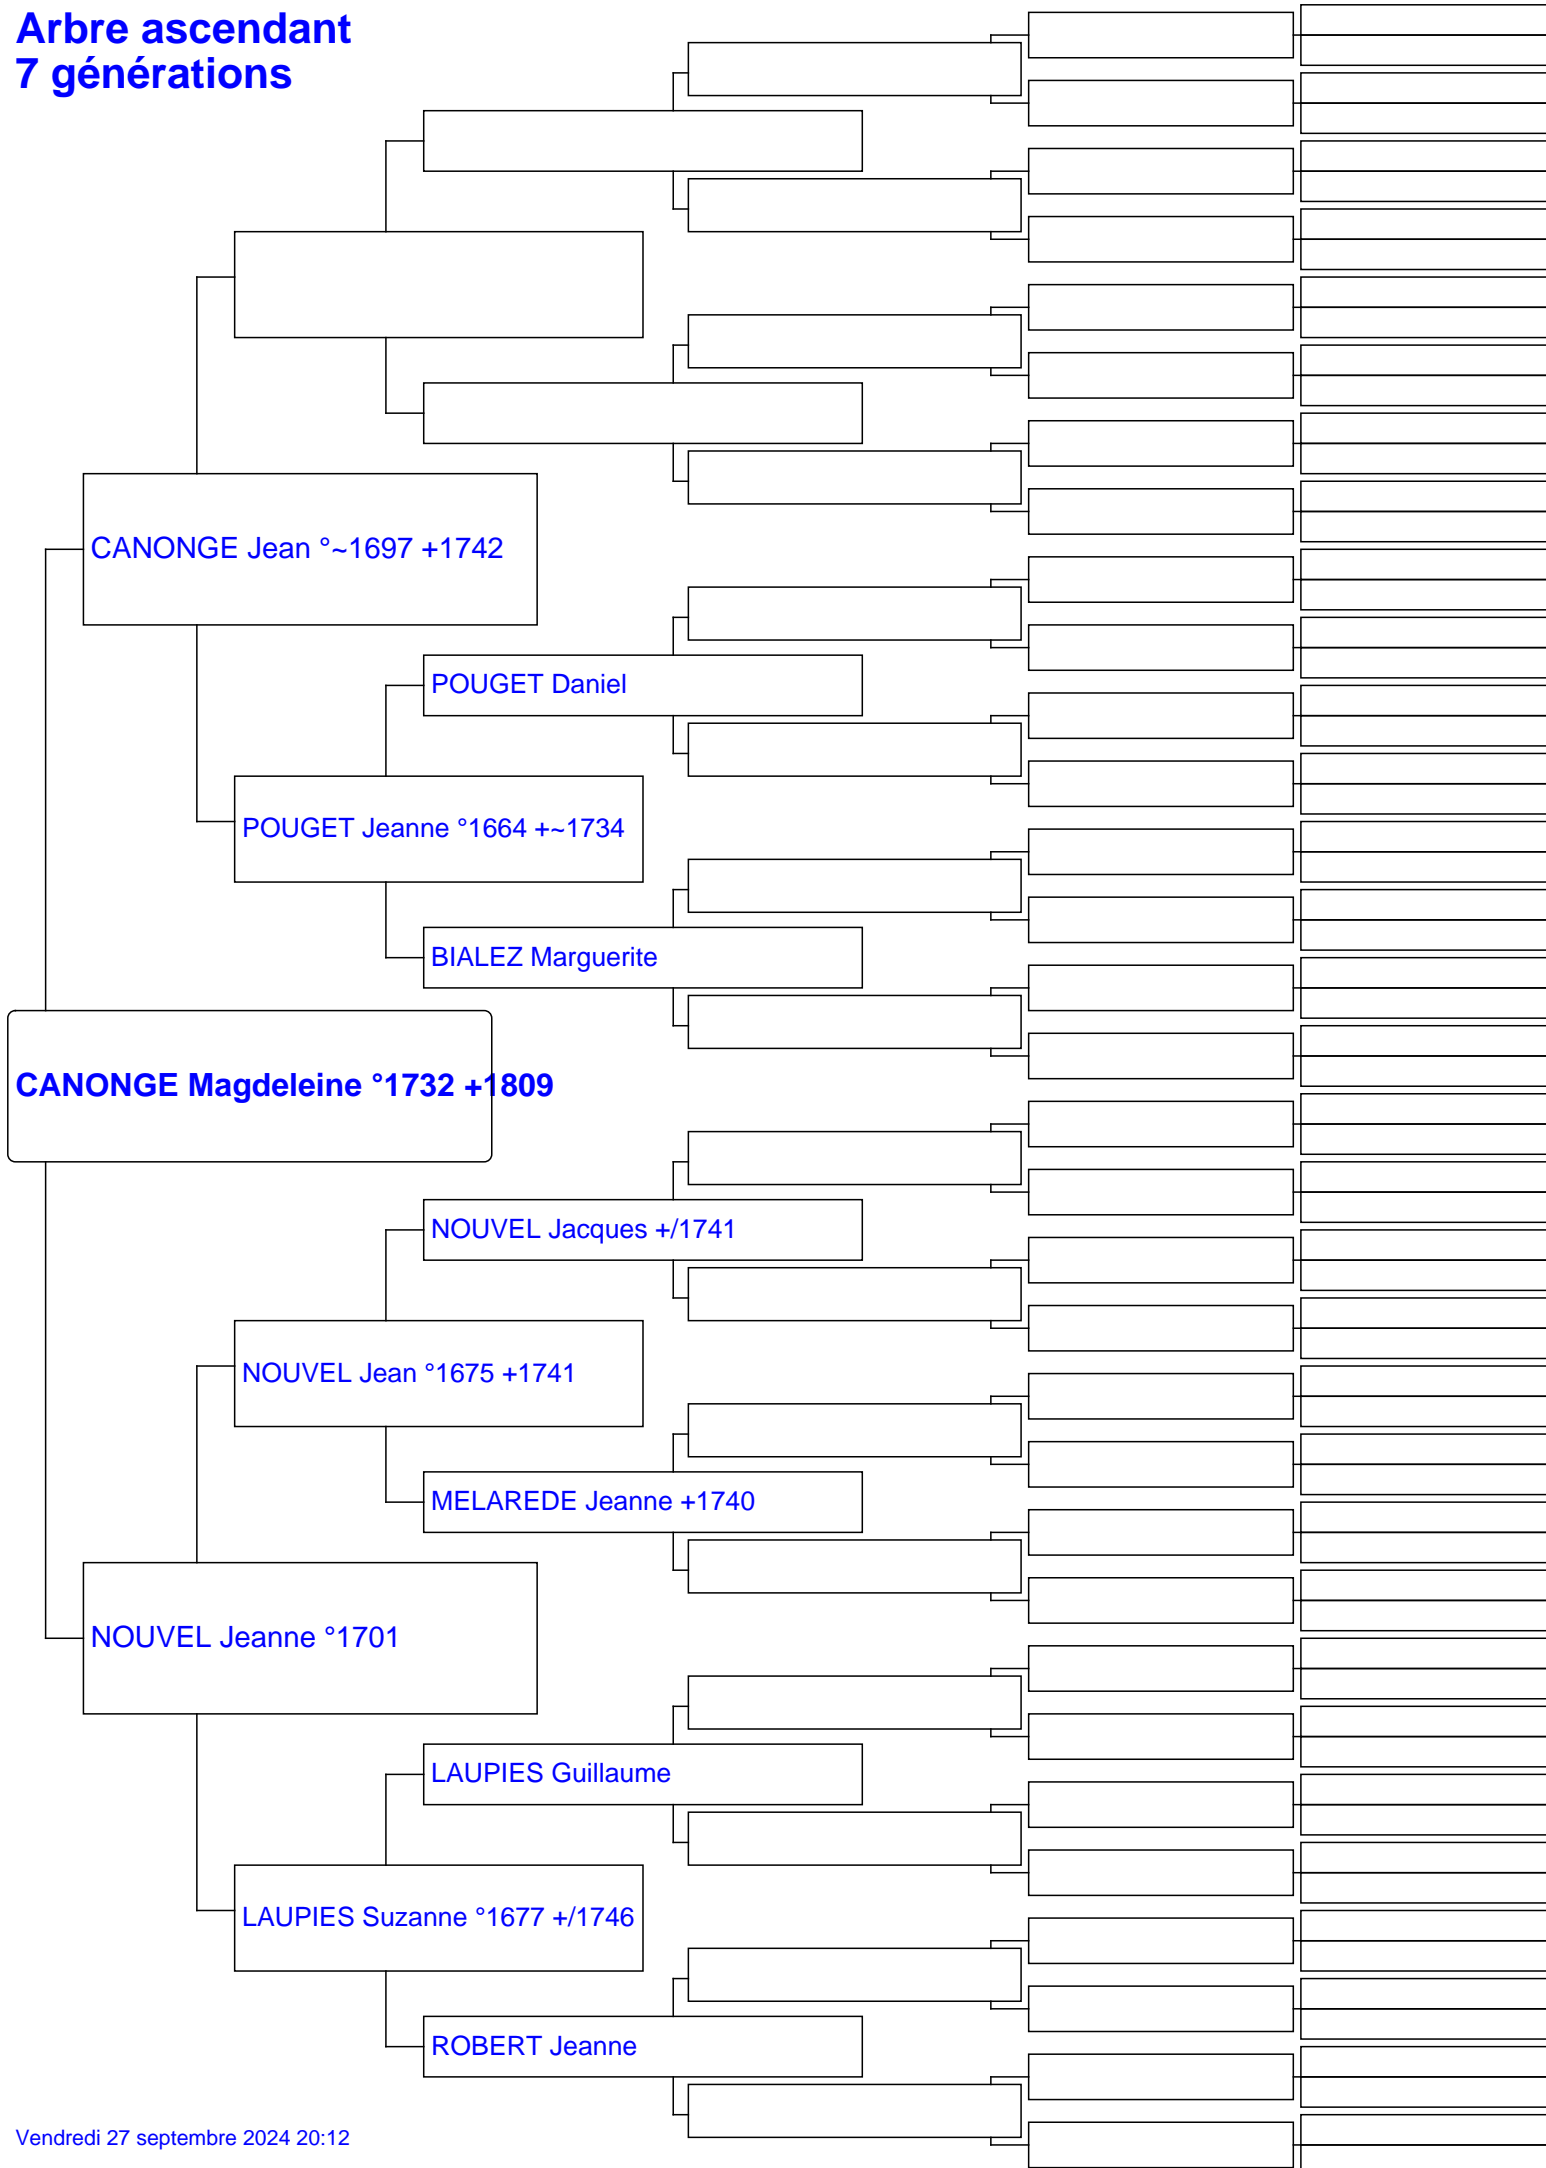 Arbre ascendant
7 générations
CANONGE Jean °~1697 +1742
POUGET Daniel
POUGET Jeanne °1664 +~1734
BIALEZ Marguerite
CANONGE Magdeleine °1732 +1809
NOUVEL Jacques +/1741
NOUVEL Jean °1675 +1741
MELAREDE Jeanne +1740
NOUVEL Jeanne °1701
LAUPIES Guillaume
LAUPIES Suzanne °1677 +/1746
ROBERT Jeanne
Vendredi 27 septembre 2024 20:12